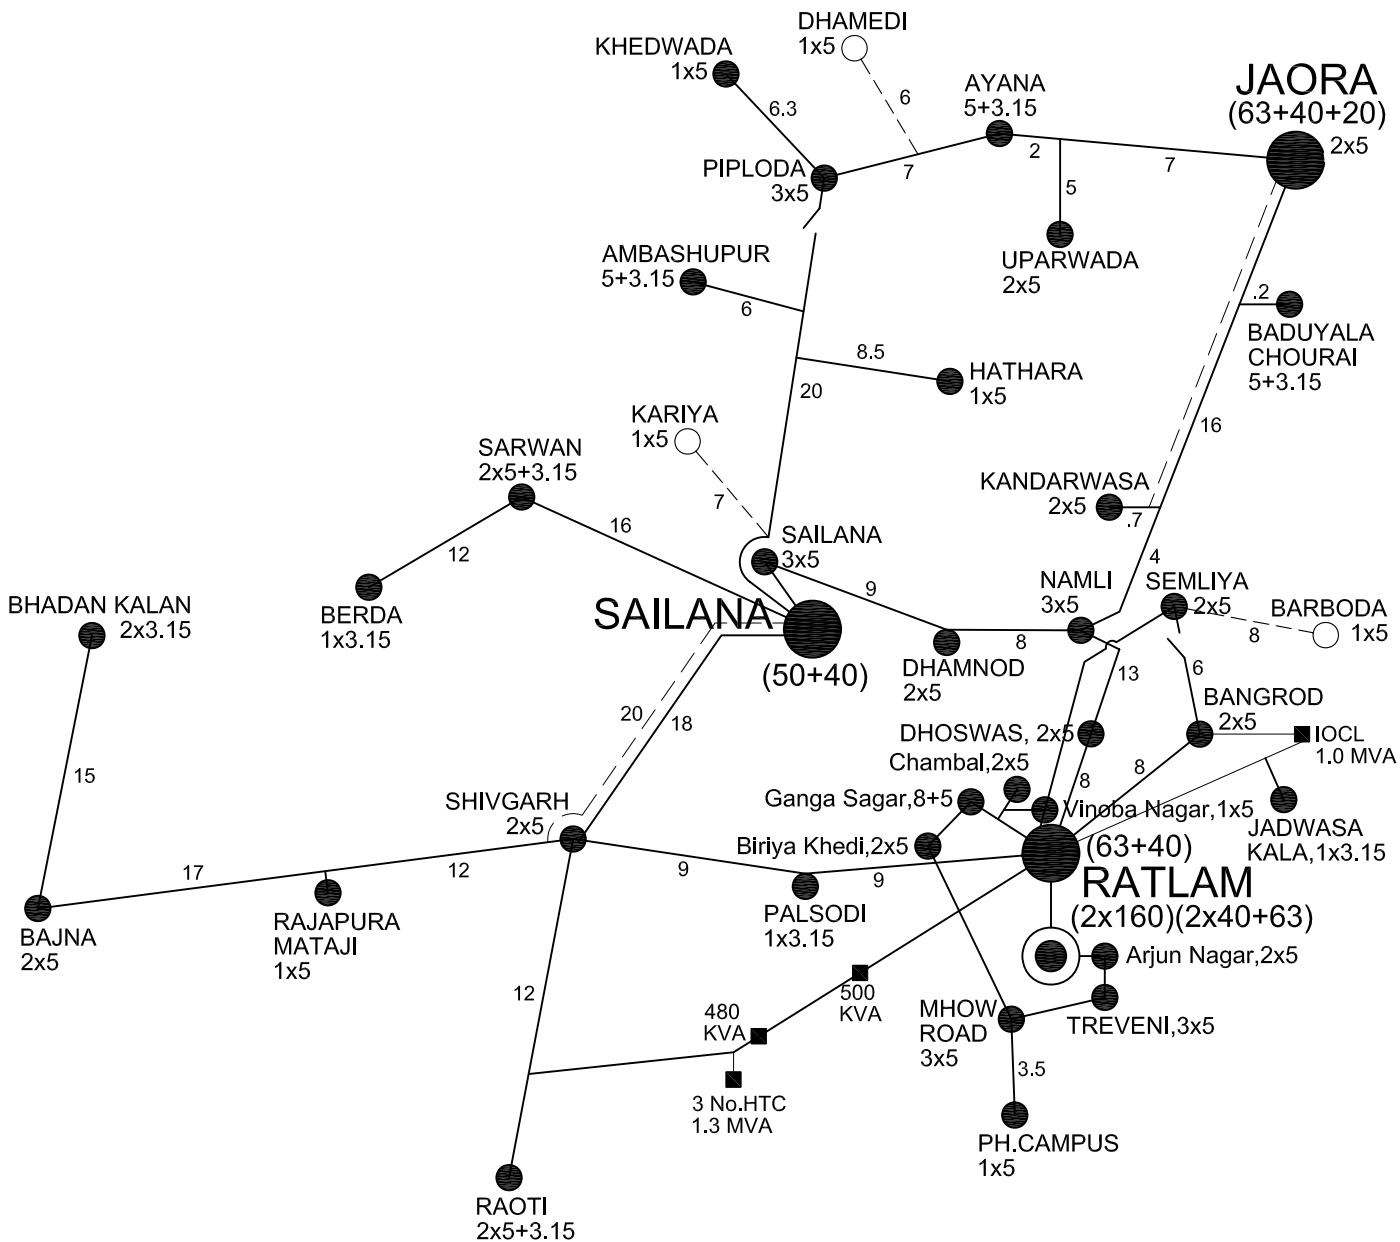 DHAMEDI
1x5
KHEDWADA
1x5
6.3
6
AYANA
5+3.15
JAORA
(63+40+20)
2x5
PIPLODA
3x5
7
2
7
5
UPARWADA
2x5
AMBASHUPUR
5+3.15
6
.2
BADUYALA
CHOURAI
5+3.15
8.5
HATHARA
1x5
20
KARIYA
1x5
7
16
SARWAN
2x5+3.15
KANDARWASA
2x5
.7
16
SAILANA
3x5
12
BERDA
1x3.15
BHADAN KALAN
2x3.15
9
4
NAMLI
3x5
SEMLIYA
2x5
BARBODA
1x5
8
SAILANA
(50+40)
8
DHAMNOD
2x5
13
6
BANGROD
2x5
20
18
DHOSWAS, 2x5
Chambal,2x5
IOCL
1.0 MVA
15
8
8
SHIVGARH
2x5
Ganga Sagar,8+5
Vinoba Nagar,1x5
JADWASA
KALA,1x3.15
Biriya Khedi,2x5
(63+40)
RATLAM
(2x160)(2x40+63)
17
12
9
9
BAJNA
2x5
RAJAPURA
MATAJI
1x5
PALSODI
1x3.15
Arjun Nagar,2x5
12
500
KVA
480
KVA
MHOW
ROAD
3x5
TREVENI,3x5
3.5
3 No.HTC
1.3 MVA
PH.CAMPUS
1x5
RAOTI
2x5+3.15